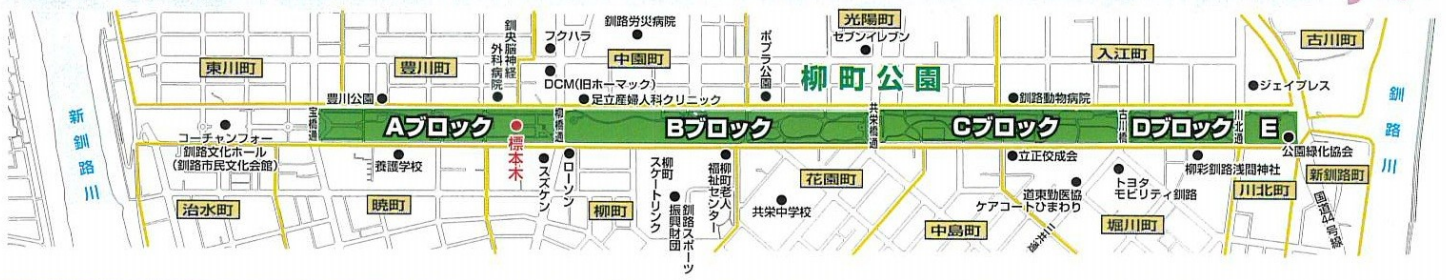 柳町公園
東川町
豊川町
中園町
光陽町
入江町
古川町
治水町
暁町
柳町
花園町
中島町
堀川町
川北町
新釧路町
新釧路川
釧路川
Aブロック
Bブロック
Cブロック
Dブロック
E
宝橋通
柳橋通
共栄橋通
古川橋
川北通
標本木
釧路労災病院
フクハラ
釧央脳神経
外科病院
DCM(旧ホーマック)
足立産婦人科クリニック
豊川公園
ポプラ公園
セブンイレブン
釧路動物病院
ジェイプレス
コーチャンフォー
釧路文化ホール
(釧路市民文化会館)
養護学校
スズケン
ローソン
柳町
スケートリンク
釧路スポーツ
振興財団
柳町老人
福祉センター
共栄中学校
立正佼成会
道東勤医協
ケアコートひまわり
トヨタ
モビリティ釧路
柳彩釧路浅間神社
公園緑化協会
国道44号線